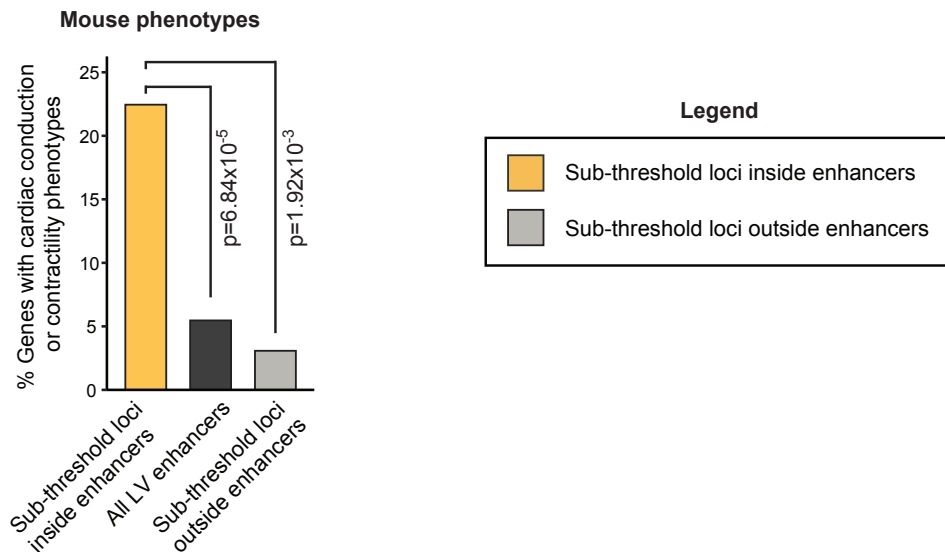 Mouse phenotypes
% Genes with cardiac conduction
or contractility phenotypes
25
20
15
10
5
0
p=6.84x10-5
p=1.92x10-3
Sub-threshold loci
inside enhancers
All LV enhancers
Sub-threshold loci
outside enhancers
Legend
Sub-threshold loci inside enhancers
Sub-threshold loci outside enhancers